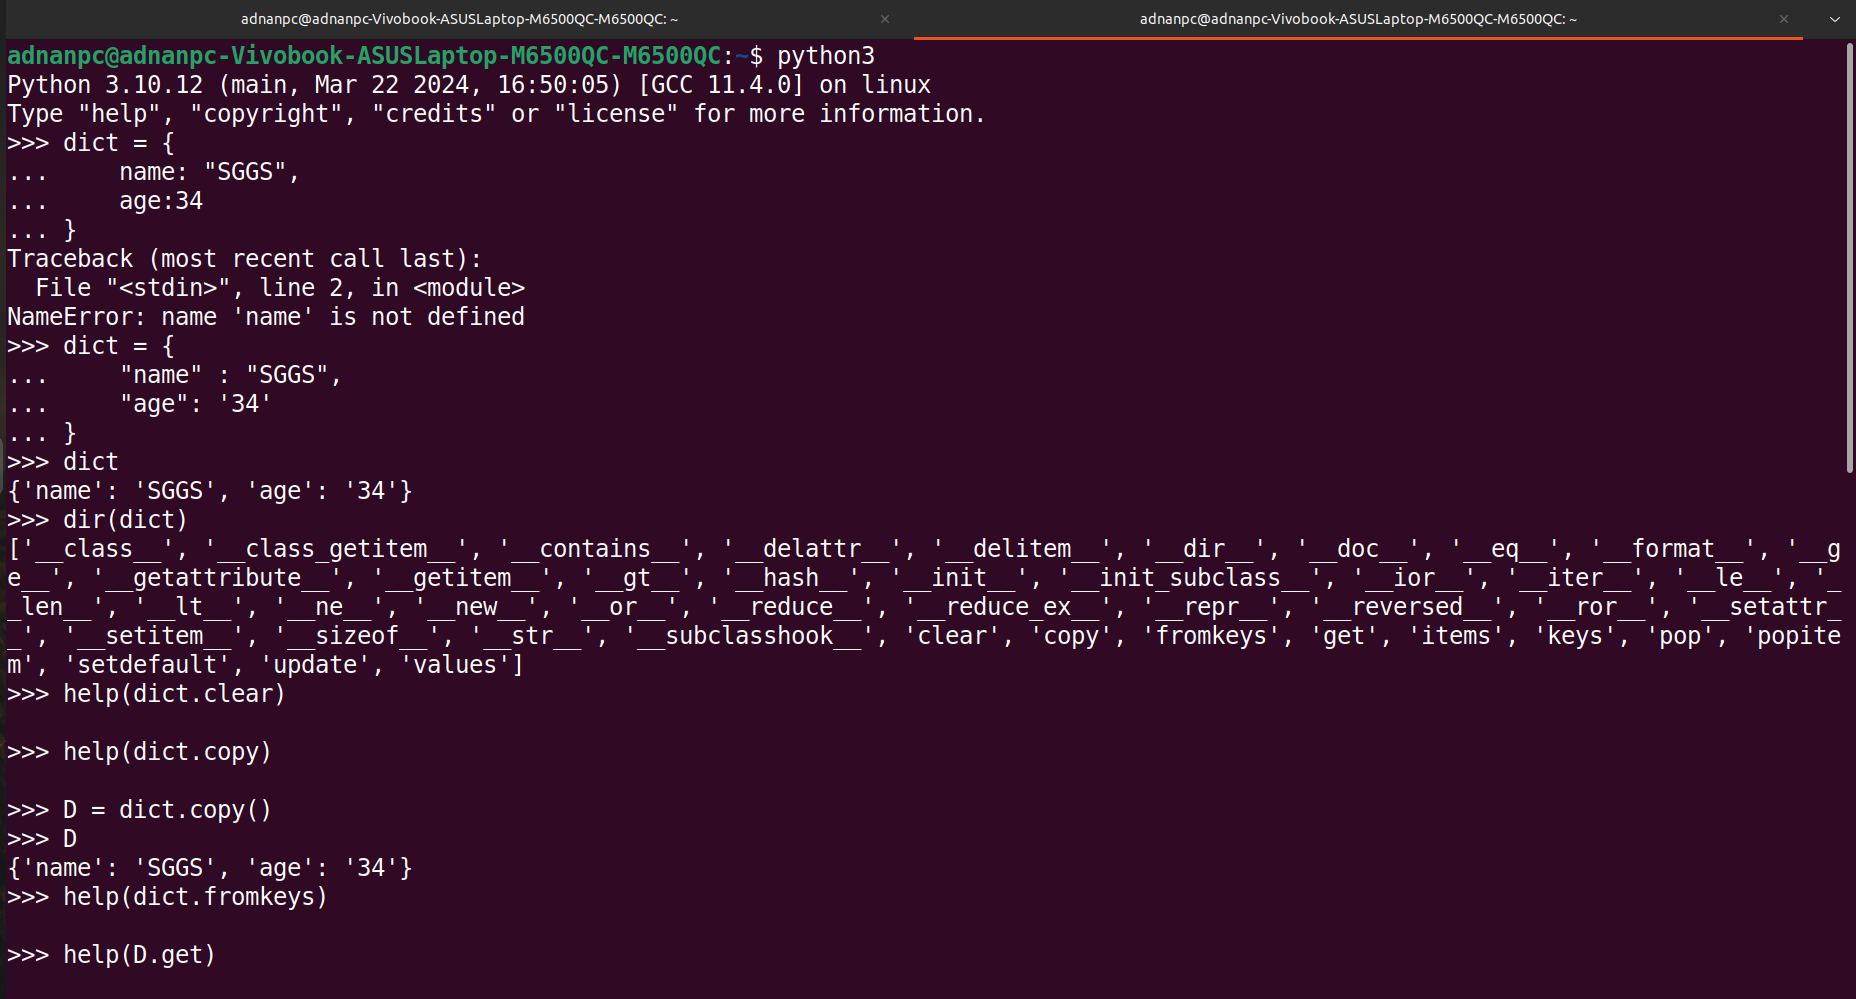 adnanpc@adnanpc-Vivobook-ASUSLaptop-M6500QC-M6500QC: ~
adnanpc@adnanpc-Vivobook-ASUSLaptop-M6500QC-M6500QC: ~
adnanpc@adnanpc-Vivobook-ASUSLaptop-M6500QC-M6500QC:~$ python3
Python 3.10.12 (main, Mar 22 2024, 16:50:05) [GCC 11.4.0] on linux
Type "help", "copyright", "credits" or "license" for more information.
>>> dict = {
...     name: "SGGS",
...     age:34
... }
Traceback (most recent call last):
  File "<stdin>", line 2, in <module>
NameError: name 'name' is not defined
>>> dict = {
...     "name" : "SGGS",
...     "age": '34'
... }
>>> dict
{'name': 'SGGS', 'age': '34'}
>>> dir(dict)
['__class__', '__class_getitem__', '__contains__', '__delattr__', '__delitem__', '__dir__', '__doc__', '__eq__', '__format__', '__g
e__', '__getattribute__', '__getitem__', '__gt__', '__hash__', '__init__', '__init_subclass__', '__ior__', '__iter__', '__le__', '_
_len__', '__lt__', '__ne__', '__new__', '__or__', '__reduce__', '__reduce_ex__', '__repr__', '__reversed__', '__ror__', '__setattr_
_', '__setitem__', '__sizeof__', '__str__', '__subclasshook__', 'clear', 'copy', 'fromkeys', 'get', 'items', 'keys', 'pop', 'popite
m', 'setdefault', 'update', 'values']
>>> help(dict.clear)
>>> help(dict.copy)
>>> D = dict.copy()
>>> D
{'name': 'SGGS', 'age': '34'}
>>> help(dict.fromkeys)
>>> help(D.get)